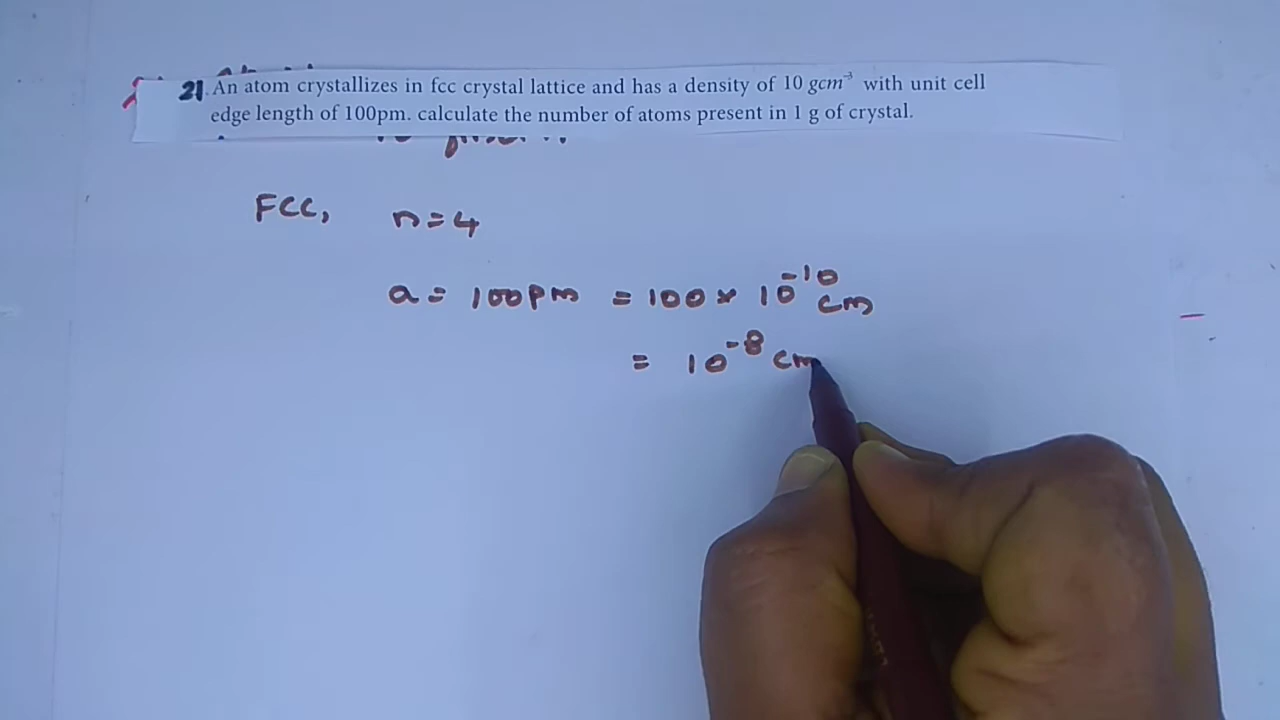 21. An atom crystallizes in fcc crystal lattice and has a density of 10 gcm⁻³ with unit cell
edge length of 100pm. calculate the number of atoms present in 1 g of crystal.
FCC, n=4
a = 100pm = 100 × 10⁻¹⁰ cm
= 10⁻⁸ cm